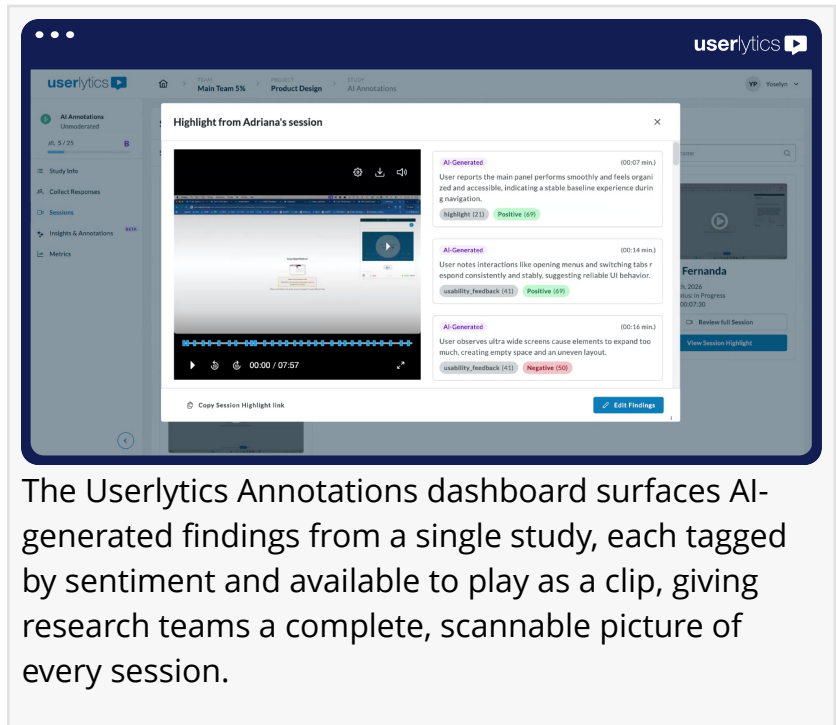 userlytics
userlytics
TEAM
Main Team 5%
PROJECT
Product Design
STUDY
AI Annotations
YP Yoselyn
AI Annotations
Unmoderated
5 / 25
Study Info
Collect Responses
Sessions
Insights & Annotations BETA
Metrics
Highlight from Adriana's session
00:00 / 07:57
AI-Generated (00:07 min.)
User reports the main panel performs smoothly and feels organi
zed and accessible, indicating a stable baseline experience durin
g navigation.
highlight (21) Positive (69)
AI-Generated (00:14 min.)
User notes interactions like opening menus and switching tabs r
espond consistently and stably, suggesting reliable UI behavior.
usability_feedback (41) Positive (69)
AI-Generated (00:16 min.)
User observes ultra wide screens cause elements to expand too
much, creating empty space and an uneven layout.
usability_feedback (41) Negative (50)
Copy Session Highlight link
Edit Findings
Fernanda
2026
In Progress
00:07:30
Review full Session
View Session Highlight
The Userlytics Annotations dashboard surfaces AI-
generated findings from a single study, each tagged
by sentiment and available to play as a clip, giving
research teams a complete, scannable picture of
every session.